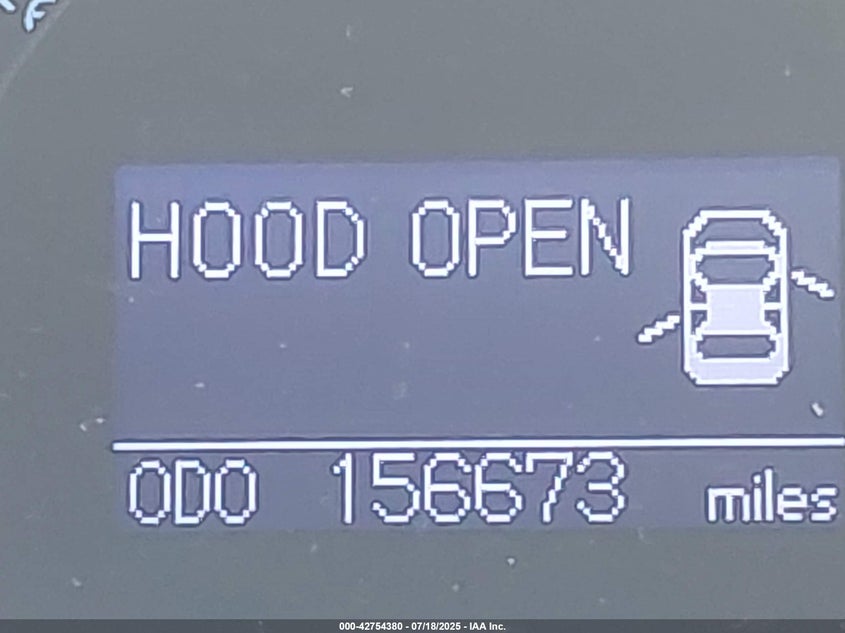 HOOD OPEN
ODO 156673 miles
000-42754380 - 07/18/2025 - IAA Inc.